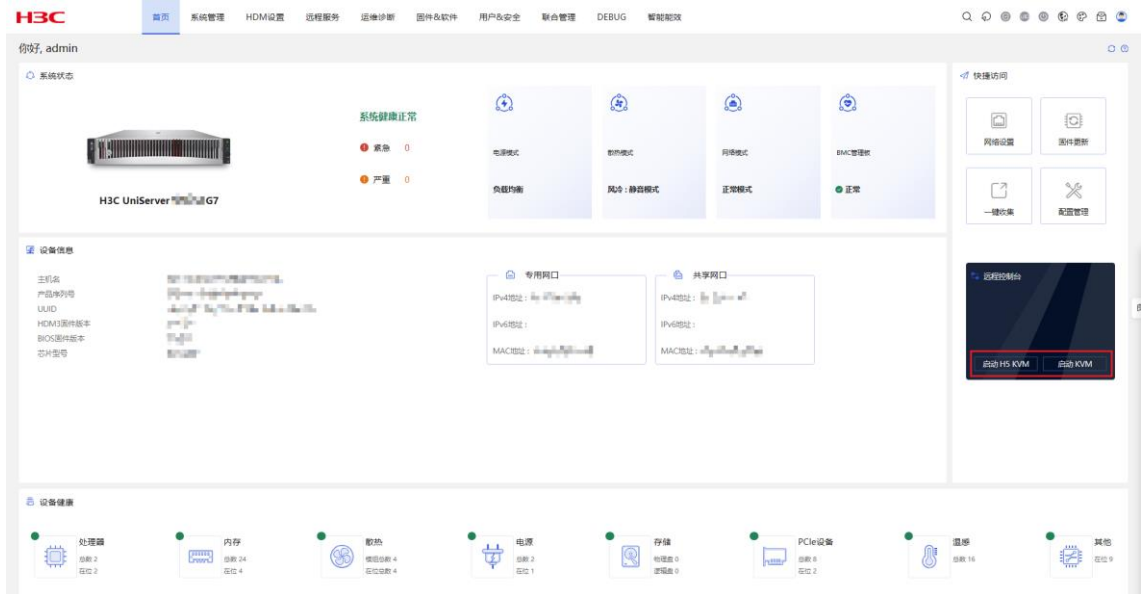 H3C
首页 系统管理 HDM设置 远程服务 运维诊断 固件&软件 用户&安全 联合管理 DEBUG 智能能效
你好, admin
系统状态
系统健康正常
紧急 0
严重 0
H3C UniServer G7
电源模式
负载均衡
散热模式
风冷：静音模式
网络模式
正常模式
BMC管理板
正常
快捷访问
网络设置
固件更新
一键收集
配置管理
设备信息
主机名
产品序列号
UUID
HDM3固件版本
BIOS固件版本
芯片型号
专用网口
IPv4地址：
IPv6地址：
MAC地址：
共享网口
IPv4地址：
IPv6地址：
MAC地址：
远程控制台
启动 H5 KVM 启动 KVM
设备健康
处理器
总数 2
在位 2
内存
总数 24
在位 4
散热
模组总数 4
在位总数 4
电源
总数 2
在位 1
存储
物理盘 0
逻辑盘 0
PCIe设备
总数 8
在位 2
温感
总数 16
其他
在位 9